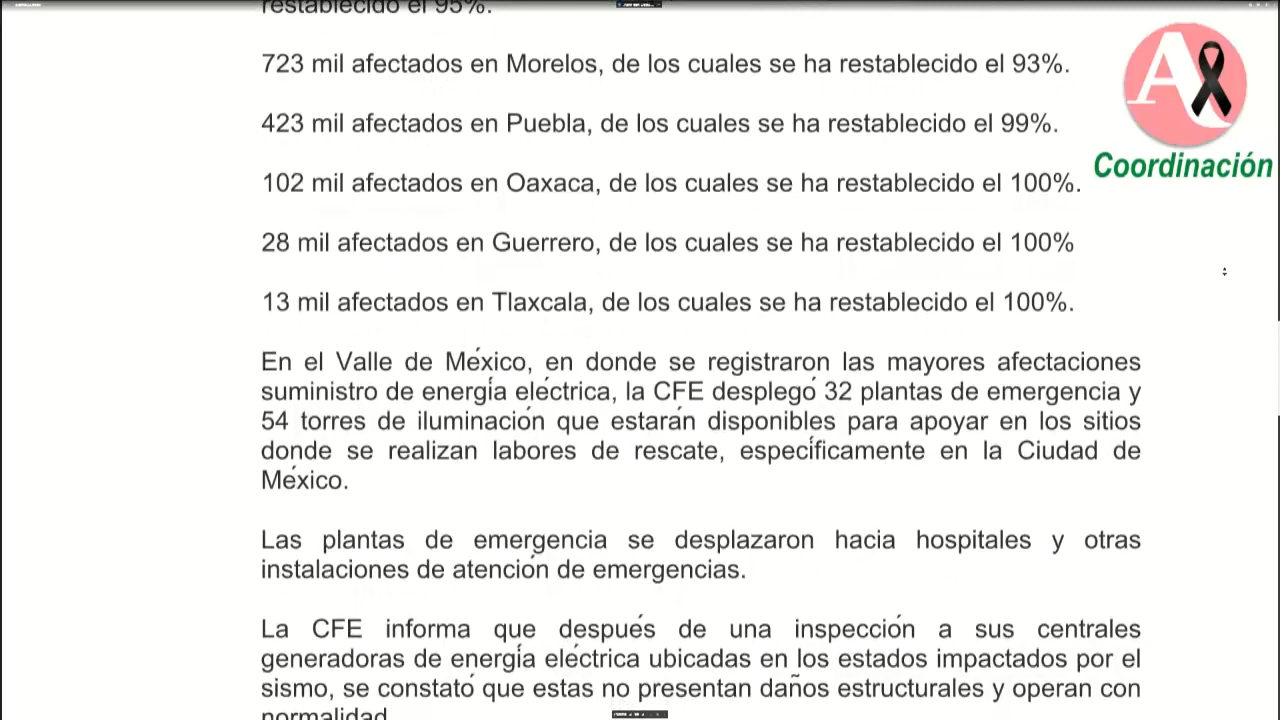 restablecido el 95%.
723 mil afectados en Morelos, de los cuales se ha restablecido el 93%.
423 mil afectados en Puebla, de los cuales se ha restablecido el 99%.
102 mil afectados en Oaxaca, de los cuales se ha restablecido el 100%.
28 mil afectados en Guerrero, de los cuales se ha restablecido el 100%
13 mil afectados en Tlaxcala, de los cuales se ha restablecido el 100%.
En el Valle de México, en donde se registraron las mayores afectaciones
suministro de energía eléctrica, la CFE desplegó 32 plantas de emergencia y
54 torres de iluminación que estarán disponibles para apoyar en los sitios
donde se realizan labores de rescate, específicamente en la Ciudad de
México.
Las plantas de emergencia se desplazaron hacia hospitales y otras
instalaciones de atención de emergencias.
La CFE informa que después de una inspección a sus centrales
generadoras de energía eléctrica ubicadas en los estados impactados por el
sismo, se constató que estas no presentan daños estructurales y operan con
normalidad
A
Coordinación